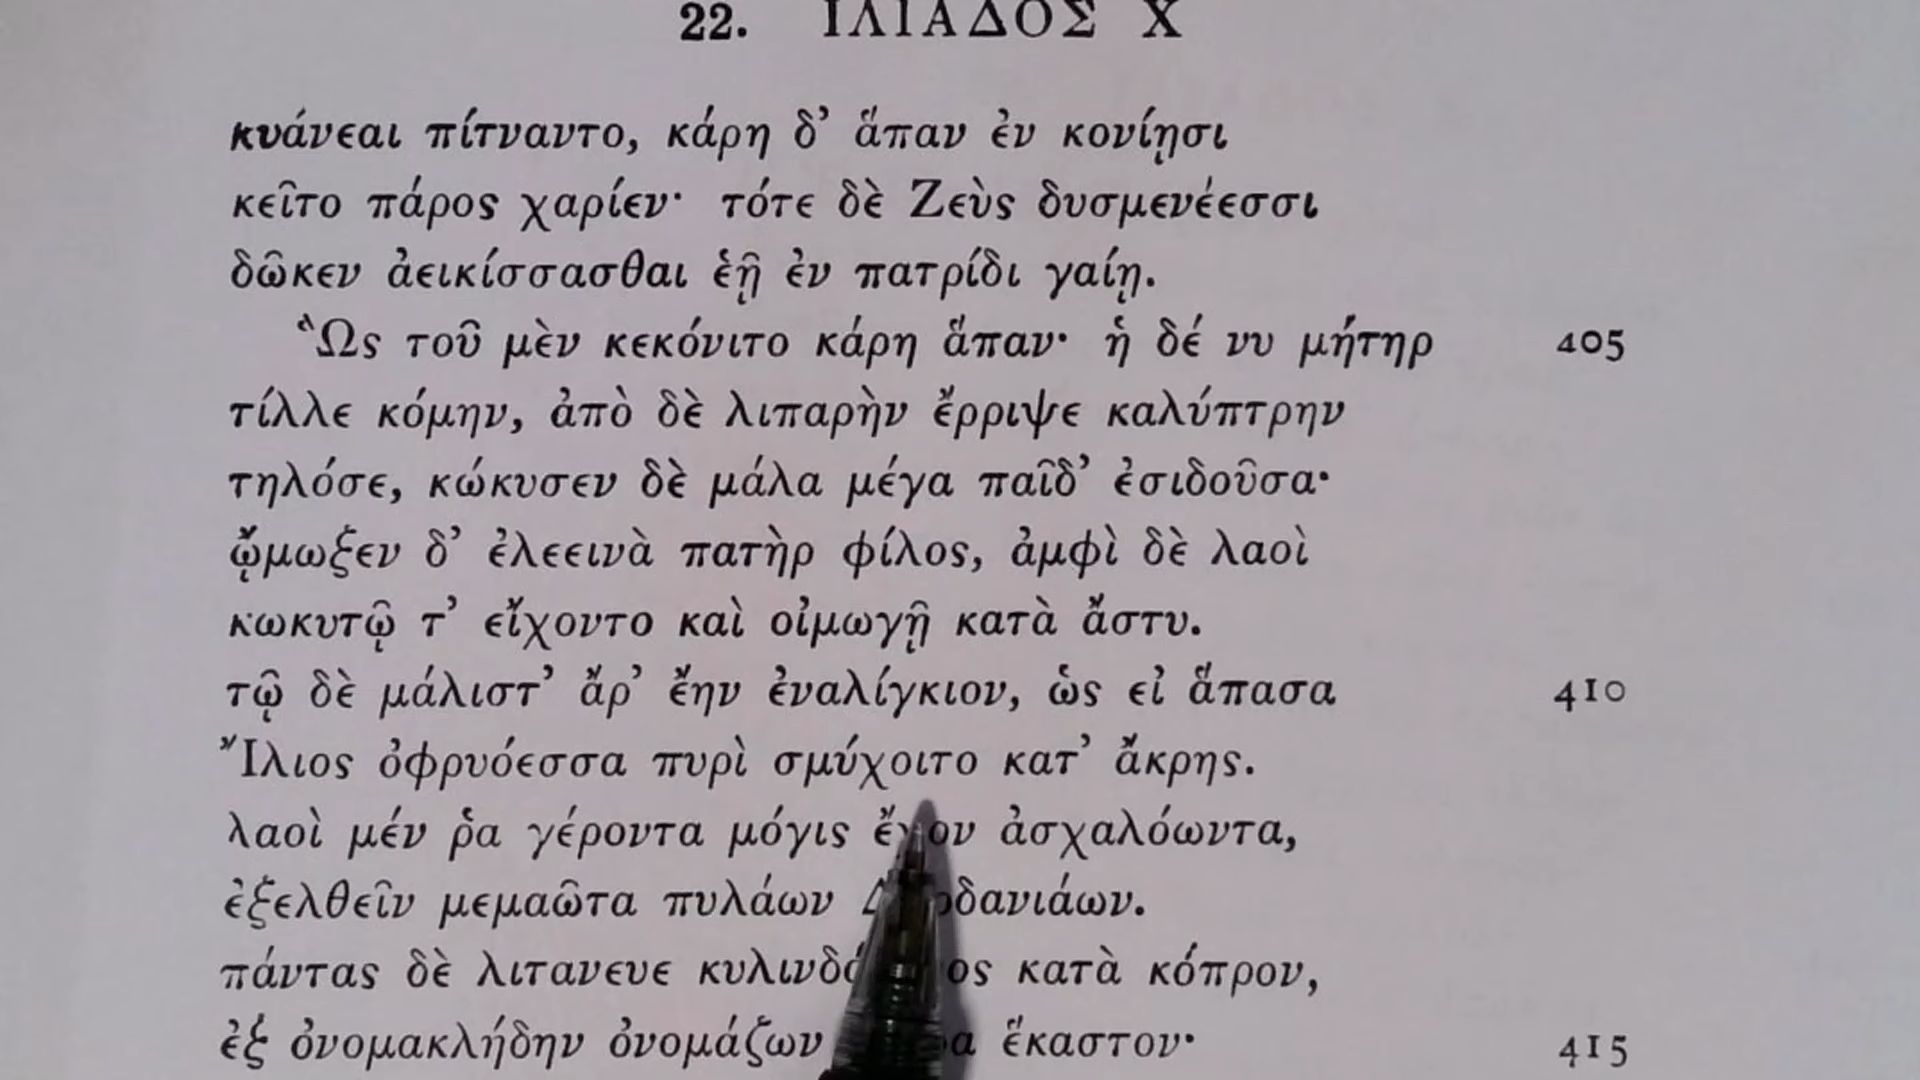 22. ΙΛΙΑΔΟΣ Χ
κυάνεαι πίτναντο, κάρη δ’ ἅπαν ἐν κονίῃσι
κεῖτο πάρος χαρίεν· τότε δὲ Ζεὺς δυσμενέεσσι
δῶκεν ἀεικίσσασθαι ἑῇ ἐν πατρίδι γαίῃ.
Ὣς τοῦ μὲν κεκόνιτο κάρη ἅπαν· ἡ δέ νυ μήτηρ 405
τίλλε κόμην, ἀπὸ δὲ λιπαρὴν ἔρριψε καλύπτρην
τηλόσε, κώκυσεν δὲ μάλα μέγα παῖδ’ ἐσιδοῦσα·
ᾤμωξεν δ’ ἐλεεινὰ πατὴρ φίλος, ἀμφὶ δὲ λαοὶ
κωκυτῷ τ’ εἴχοντο καὶ οἰμωγῇ κατὰ ἄστυ.
τῷ δὲ μάλιστ’ ἄρ’ ἔην ἐναλίγκιον, ὡς εἰ ἅπασα 410
Ἴλιος ὀφρυόεσσα πυρὶ σμύχοιτο κατ’ ἄκρης.
λαοὶ μέν ῥα γέροντα μόγις ἔχον ἀσχαλόωντα,
ἐξελθεῖν μεμαῶτα πυλάων
πάντας δὲ λιτανευε κατὰ κόπρον,
ἐξ ὀνομακλήδην ὀνομάζων ἕκαστον· 415